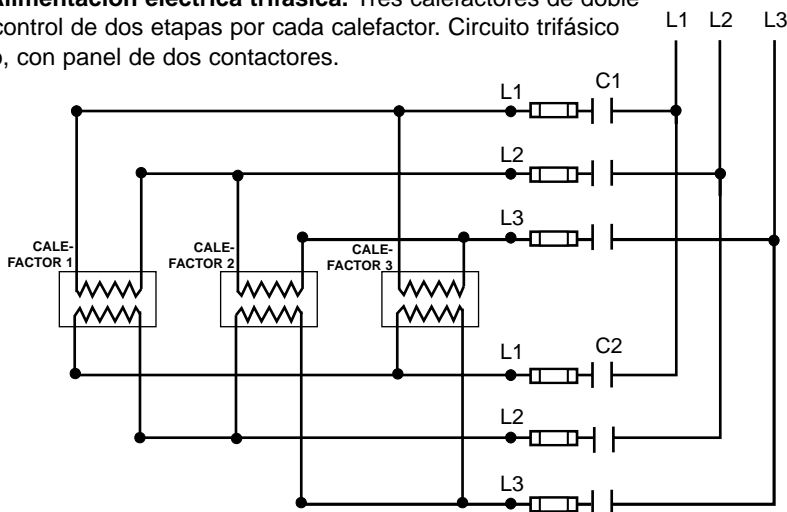 Alimentación eléctrica trifásica. Tres calefactores de doble
control de dos etapas por cada calefactor. Circuito trifásico
con panel de dos contactores.
L1 L2 L3
L1 C1
L2
L3
CALE-
FACTOR 1
CALE-
FACTOR 2
CALE-
FACTOR 3
L1 C2
L2
L3